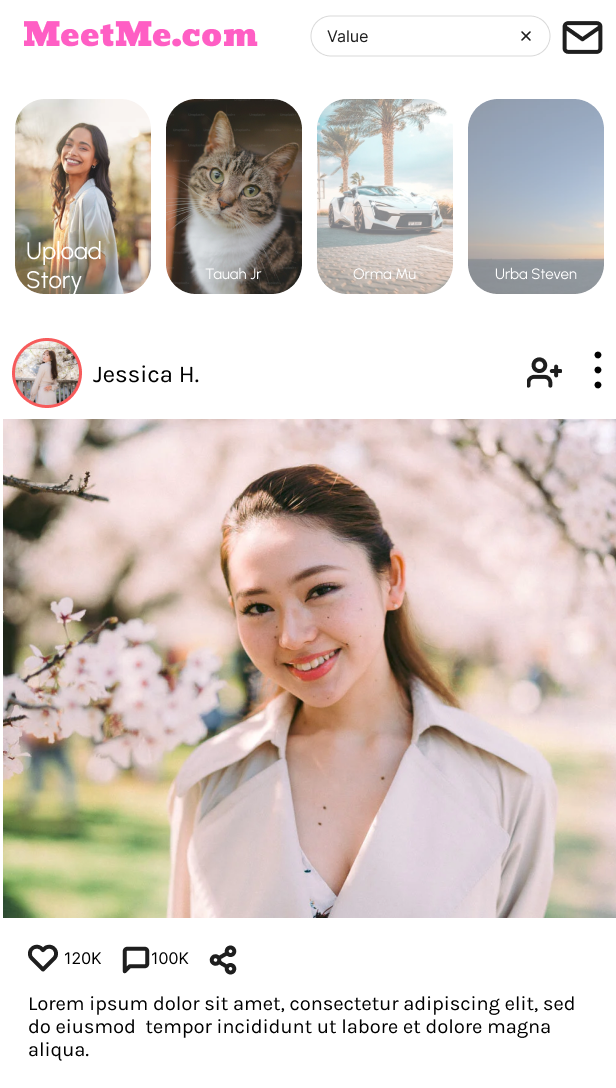 MeetMe.com
Value
Upload
Story
Tauah Jr
Orma Mu
Urba Steven
Jessica H.
120K
100K
Lorem ipsum dolor sit amet, consectetur adipiscing elit, sed
do eiusmod  tempor incididunt ut labore et dolore magna
aliqua.